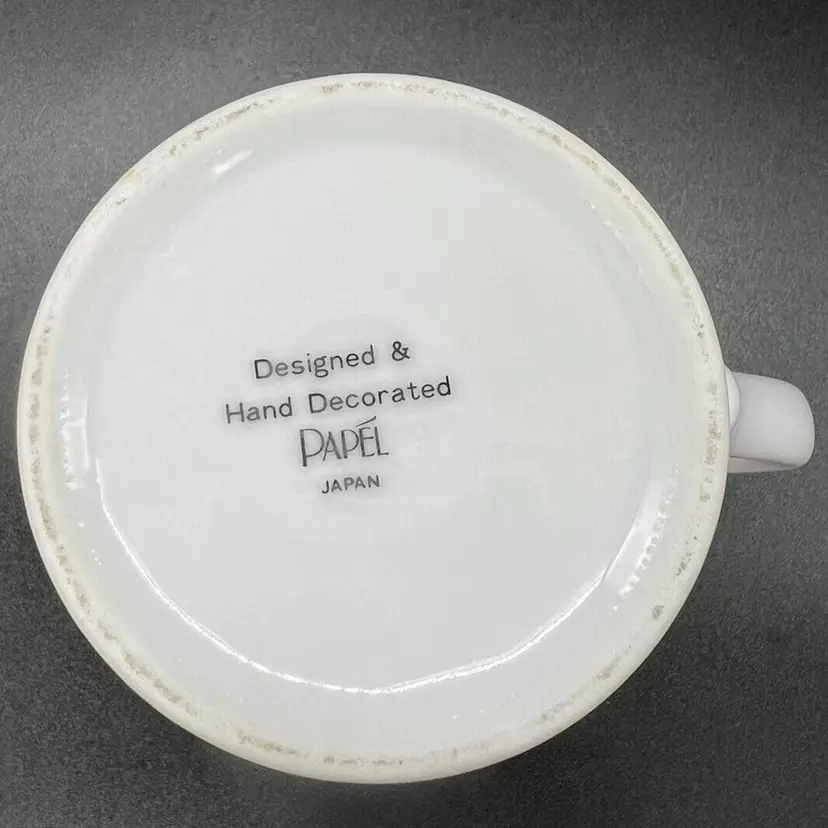 Designed &
Hand Decorated
PAPÉL
JAPAN